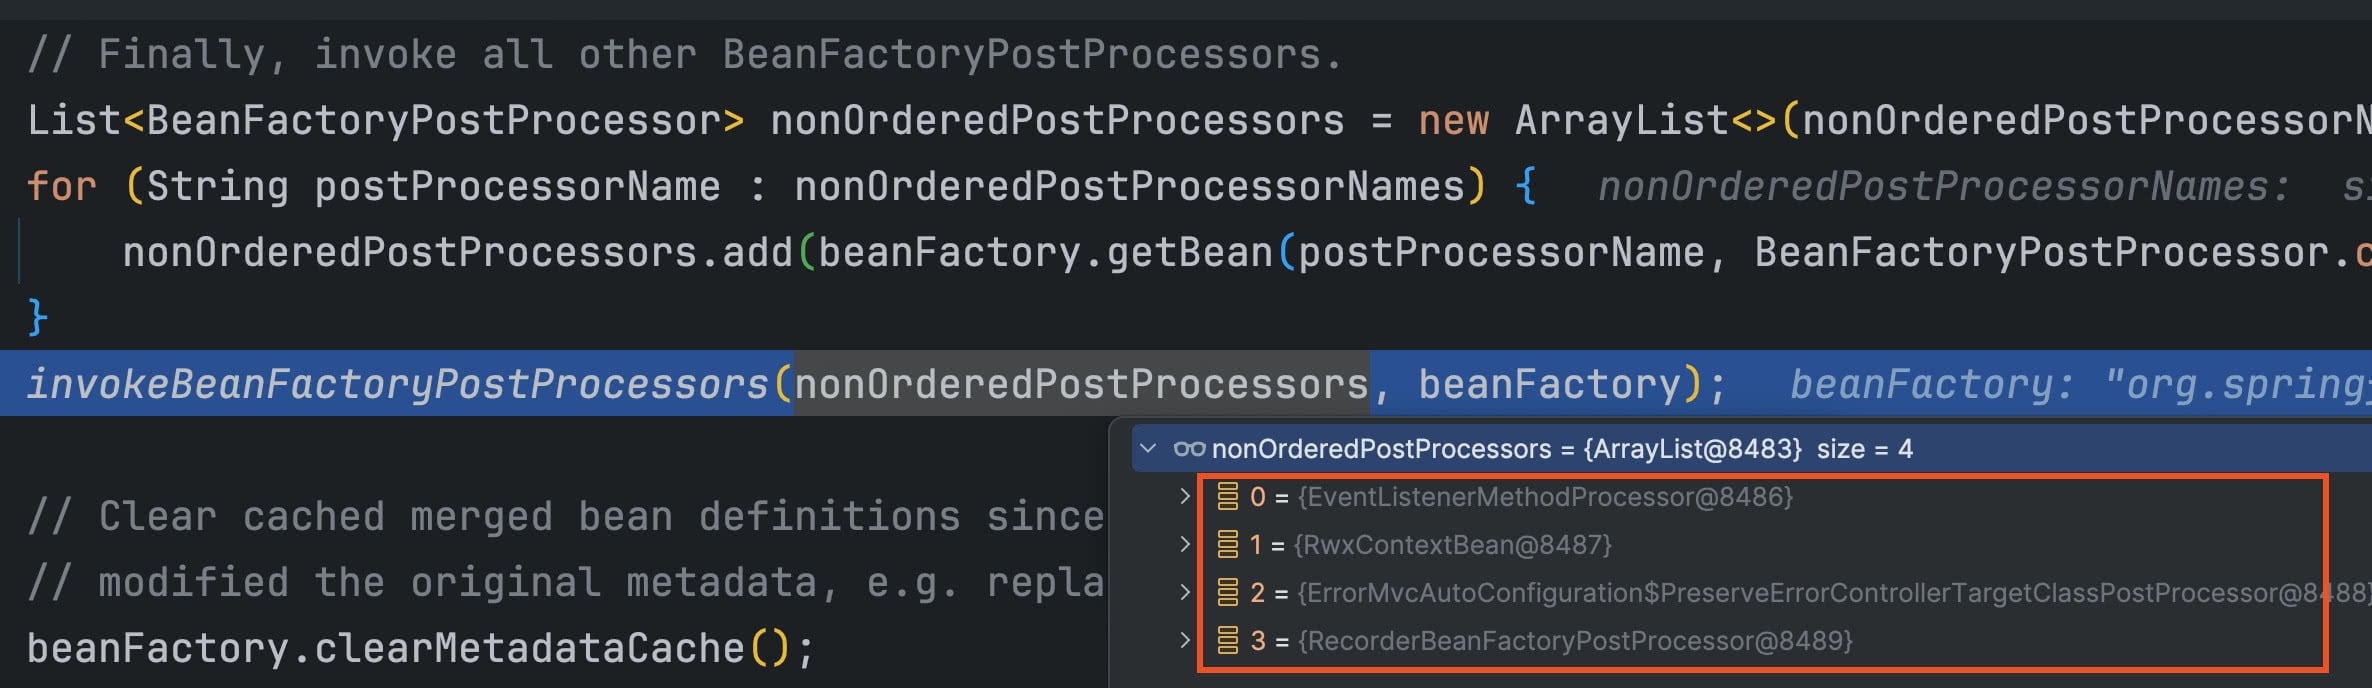 // Finally, invoke all other BeanFactoryPostProcessors.
List<BeanFactoryPostProcessor> nonOrderedPostProcessors = new ArrayList<>(nonOrderedPostProcessorN
for (String postProcessorName : nonOrderedPostProcessorNames) { nonOrderedPostProcessorNames: si
nonOrderedPostProcessors.add(beanFactory.getBean(postProcessorName, BeanFactoryPostProcessor.c
}
invokeBeanFactoryPostProcessors(nonOrderedPostProcessors, beanFactory); beanFactory: "org.spring
nonOrderedPostProcessors = {ArrayList@8483} size = 4
0 = {EventListenerMethodProcessor@8486}
// Clear cached merged bean definitions since
1 = {RwxContextBean@8487}
// modified the original metadata, e.g. repla
2 = {ErrorMvcAutoConfiguration$PreserveErrorControllerTargetClassPostProcessor@8488}
beanFactory.clearMetadataCache();
3 = {RecorderBeanFactoryPostProcessor@8489}